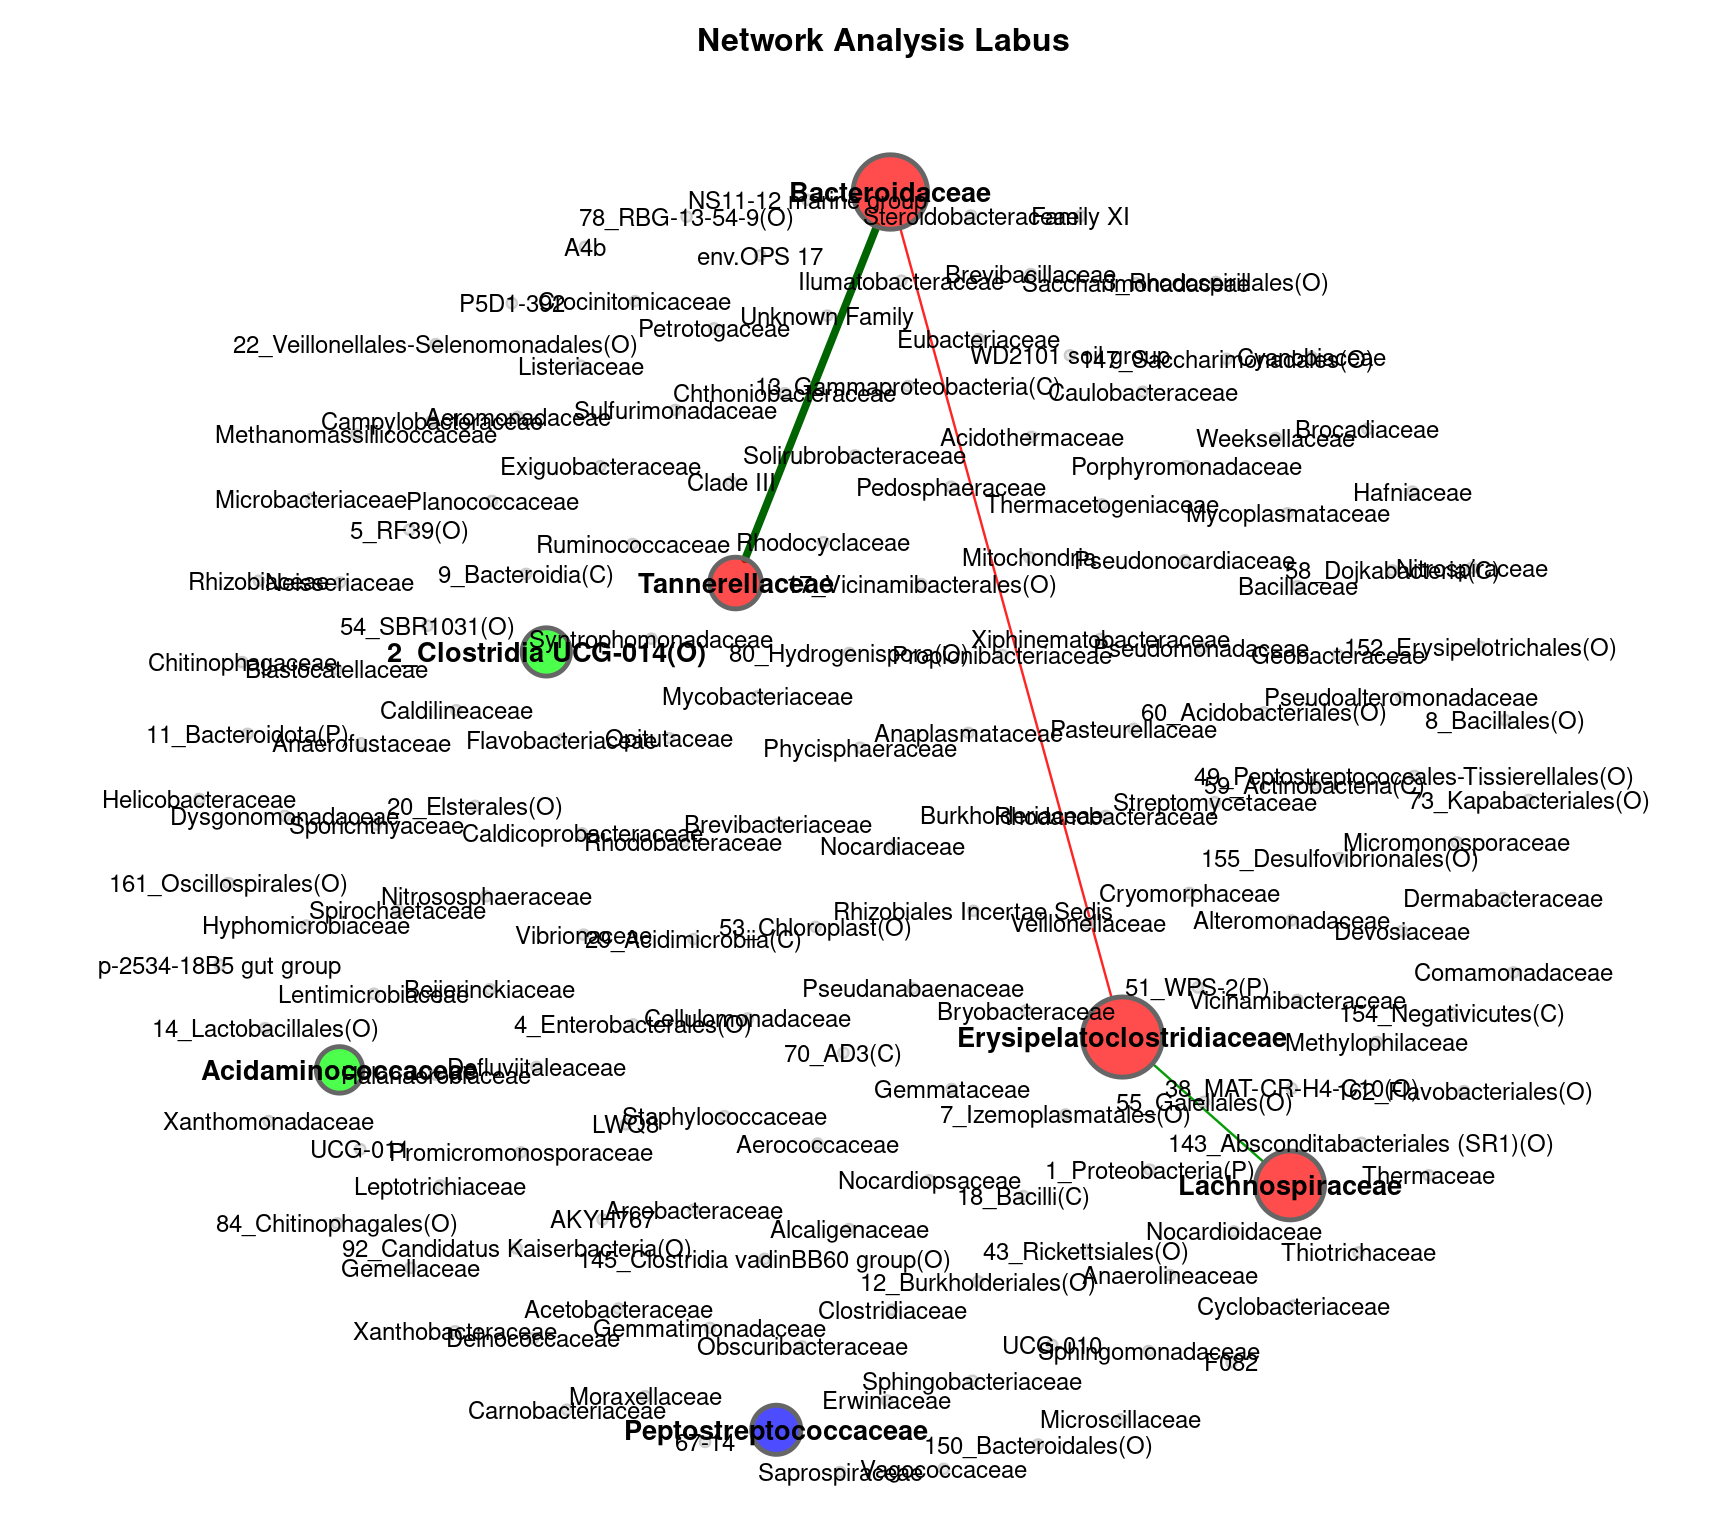 Network Analysis Labus
Bacteroidaceae
NS11-12 marine group
78_RBG-13-54-9(O)
Steroidobacteraceae
Family XI
A4b
env.OPS 17
Brevibacillaceae
Ilumatobacteraceae
Saccharimonadaceae
3_Rhodospirillales(O)
P5D1-392
Crocinitomicaceae
Unknown Family
Petrotogaceae
Eubacteriaceae
22_Veillonellales-Selenomonadales(O)
WD2101 soil group
147_Saccharimonadales(O)
Cyanobiaceae
Listeriaceae
13_Gammaproteobacteria(C)
Chthoniobacteraceae
Caulobacteraceae
Sulfurimonadaceae
Aeromonadaceae
Campylobacteraceae
Methanomassiliicoccaceae
Acidothermaceae
Weeksellaceae
Brocadiaceae
Solirubrobacteraceae
Exiguobacteraceae
Porphyromonadaceae
Clade III
Pedosphaeraceae
Hafniaceae
Microbacteriaceae
Planococcaceae
Thermacetogeniaceae
Mycoplasmataceae
5_RF39(O)
Ruminococcaceae
Rhodocyclaceae
Mitochondria
Pseudonocardiaceae
58_Dojkabacteria(C)
Nitrospiraceae
9_Bacteroidia(C)
Rhizobiaceae
Neisseriaceae
Tannerellaceae
17_Vicinamibacterales(O)
Bacillaceae
54_SBR1031(O)
Syntrophomonadaceae
Xiphinematobacteraceae
2_Clostridia UCG-014(O)
80_Hydrogenispora(O)
Propionibacteriaceae
Pseudomonadaceae
Geobacteraceae
152_Erysipelotrichales(O)
Chitinophagaceae
Blastocatellaceae
Mycobacteriaceae
Pseudoalteromonadaceae
Caldilineaceae
60_Acidobacteriales(O)
8_Bacillales(O)
11_Bacteroidota(P)
Anaerofustaceae
Flavobacteriaceae
Opitutaceae
Phycisphaeraceae
Anaplasmataceae
Pasteurellaceae
49_Peptostreptococcales-Tissierellales(O)
59_Actinobacteria(C)
Helicobacteraceae
20_Elsterales(O)
Streptomycetaceae
73_Kapabacteriales(O)
Dysgonomonadaceae
Sporichthyaceae
Caldicoprobacteraceae
Brevibacteriaceae
Burkholderiaceae
Rhodanobacteraceae
Rhodobacteraceae
Nocardiaceae
Micromonosporaceae
155_Desulfovibrionales(O)
161_Oscillospirales(O)
Nitrososphaeraceae
Cryomorphaceae
Dermabacteraceae
Spirochaetaceae
Rhizobiales Incertae Sedis
Hyphomicrobiaceae
Veillonellaceae
Alteromonadaceae
Devosiaceae
Vibrionaceae
29_Acidimicrobiia(C)
53_Chloroplast(O)
p-2534-18B5 gut group
Comamonadaceae
Lentimicrobiaceae
Beijerinckiaceae
Pseudanabaenaceae
51_WPS-2(P)
Vicinamibacteraceae
Bryobacteraceae
154_Negativicutes(C)
14_Lactobacillales(O)
4_Enterobacterales(O)
Cellulomonadaceae
Erysipelatoclostridiaceae
Methylophilaceae
70_AD3(C)
Acidaminococcaceae
Halanaerobiaceae
Defluviitaleaceae
Gemmataceae
38_MAT-CR-H4-C10(O)
162_Flavobacteriales(O)
55_Gaiellales(O)
7_Izemoplasmatales(O)
Xanthomonadaceae
LWQ8
Staphylococcaceae
Aerococcaceae
143_Absconditabacteriales (SR1)(O)
UCG-011
Promicromonosporaceae
1_Proteobacteria(P)
Thermaceae
Leptotrichiaceae
Nocardiopsaceae
18_Bacilli(C)
Lachnospiraceae
84_Chitinophagales(O)
AKYH767
Arcobacteraceae
Alcaligenaceae
Nocardioidaceae
92_Candidatus Kaiserbacteria(O)
43_Rickettsiales(O)
Thiotrichaceae
Gemellaceae
145_Clostridia vadinBB60 group(O)
12_Burkholderiales(O)
Anaerolineaceae
Acetobacteraceae
Clostridiaceae
Cyclobacteriaceae
Xanthobacteraceae
Deinococcaceae
Gemmatimonadaceae
Obscuribacteraceae
UCG-010
Sphingomonadaceae
F082
Sphingobacteriaceae
Moraxellaceae
Erwiniaceae
Carnobacteriaceae
Microscillaceae
Peptostreptococcaceae
67-14
150_Bacteroidales(O)
Saprospiraceae
Vagococcaceae